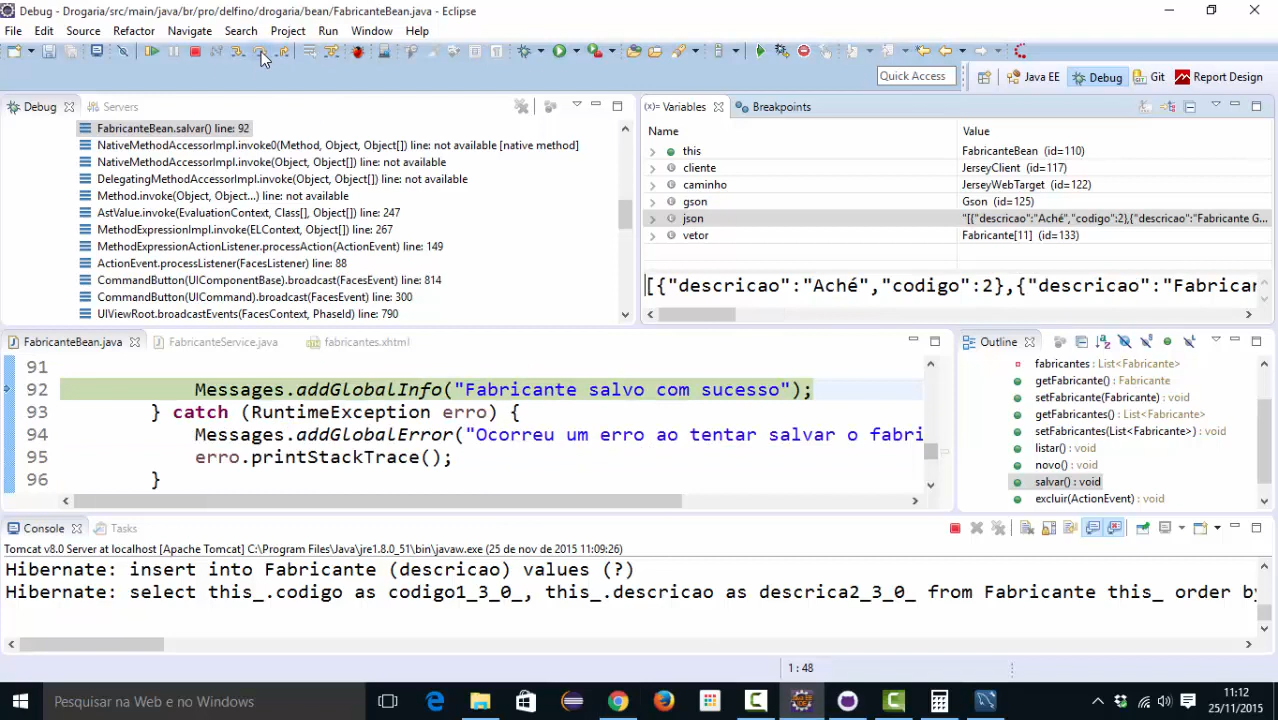 Debug - Drogaria/src/main/java/br/pro/delfino/drogaria/bean/FabricanteBean.java - Eclipse
File Edit Source Refactor Navigate Search Project Run Window Help
Quick Access
Java EE Debug Git Report Design
Debug Servers
(x)= Variables Breakpoints
Name Value
FabricanteBean.salvar() line: 92
NativeMethodAccessorImpl.invoke0(Method, Object, Object[]) line: not available [native method]
NativeMethodAccessorImpl.invoke(Object, Object[]) line: not available
DelegatingMethodAccessorImpl.invoke(Object, Object[]) line: not available
Method.invoke(Object, Object...) line: not available
AstValue.invoke(EvaluationContext, Class[], Object[]) line: 247
MethodExpressionImpl.invoke(ELContext, Object[]) line: 267
MethodExpressionActionListener.processAction(ActionEvent) line: 149
ActionEvent.processListener(FacesListener) line: 88
CommandButton(UIComponentBase).broadcast(FacesEvent) line: 814
CommandButton(UICommand).broadcast(FacesEvent) line: 300
UIViewRoot.broadcastEvents(FacesContext, PhaseId) line: 790
this FabricanteBean (id=110)
cliente JerseyClient (id=117)
caminho JerseyWebTarget (id=122)
gson Gson (id=125)
json "[{"descricao":"Aché","codigo":2},{"descricao":"Fabricante G...
vetor Fabricante[11] (id=133)
[{"descricao":"Aché","codigo":2},{"descricao":"Fabrican
FabricanteBean.java FabricanteService.java fabricantes.xhtml
91
92 Messages.addGlobalInfo("Fabricante salvo com sucesso");
93 } catch (RuntimeException erro) {
94 Messages.addGlobalError("Ocorreu um erro ao tentar salvar o fabri
95 erro.printStackTrace();
96 }
Outline
fabricantes : List<Fabricante>
getFabricante() : Fabricante
setFabricante(Fabricante) : void
getFabricantes() : List<Fabricante>
setFabricantes(List<Fabricante>) : void
listar() : void
novo() : void
salvar() : void
excluir(ActionEvent) : void
Console Tasks
Tomcat v8.0 Server at localhost [Apache Tomcat] C:\Program Files\Java\jre1.8.0_51\bin\javaw.exe (25 de nov de 2015 11:09:26)
Hibernate: insert into Fabricante (descricao) values (?)
Hibernate: select this_.codigo as codigo1_3_0_, this_.descricao as descrica2_3_0_ from Fabricante this_ order by
1 : 48
Pesquisar na Web e no Windows
11:12
25/11/2015